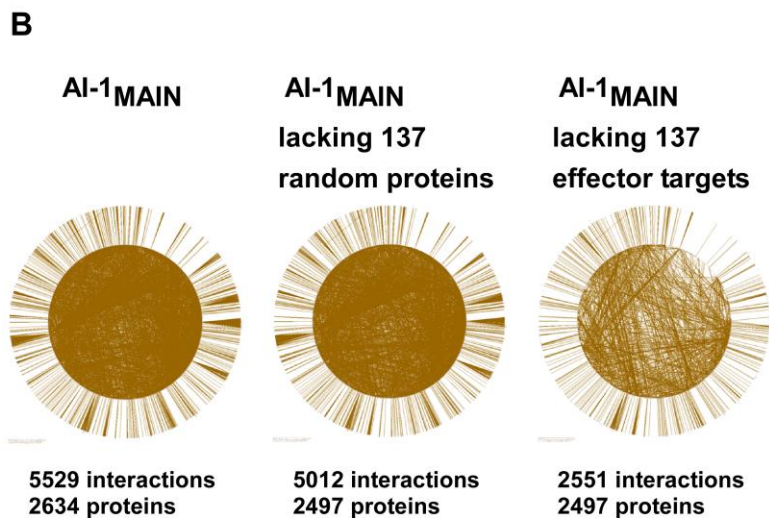 B
AI-1MAIN
AI-1MAIN
lacking 137
random proteins
AI-1MAIN
lacking 137
effector targets
5529 interactions
2634 proteins
5012 interactions
2497 proteins
2551 interactions
2497 proteins